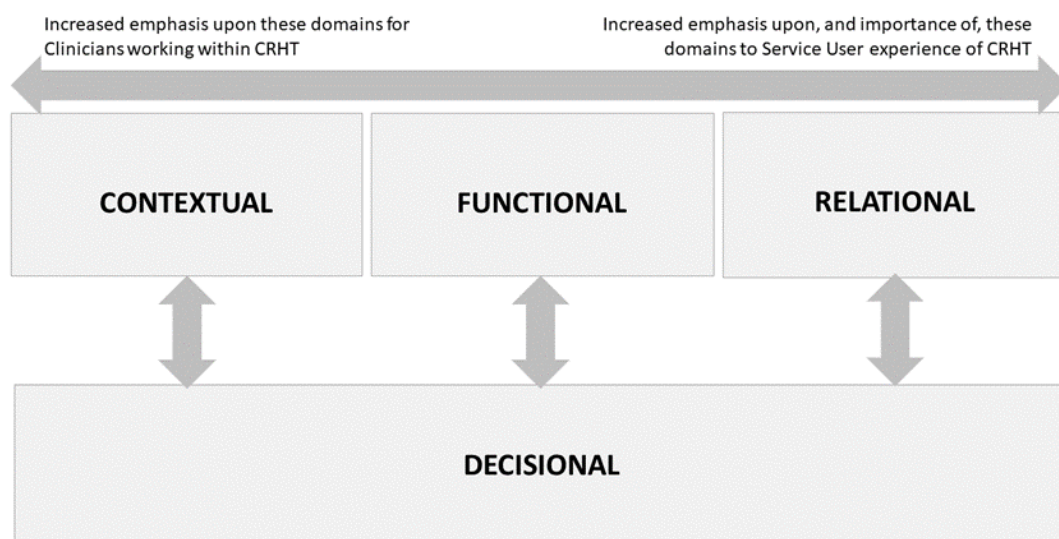 Increased emphasis upon these domains for
Clinicians working within CRHT
Increased emphasis upon, and importance of, these
domains to Service User experience of CRHT
CONTEXTUAL
FUNCTIONAL
RELATIONAL
DECISIONAL